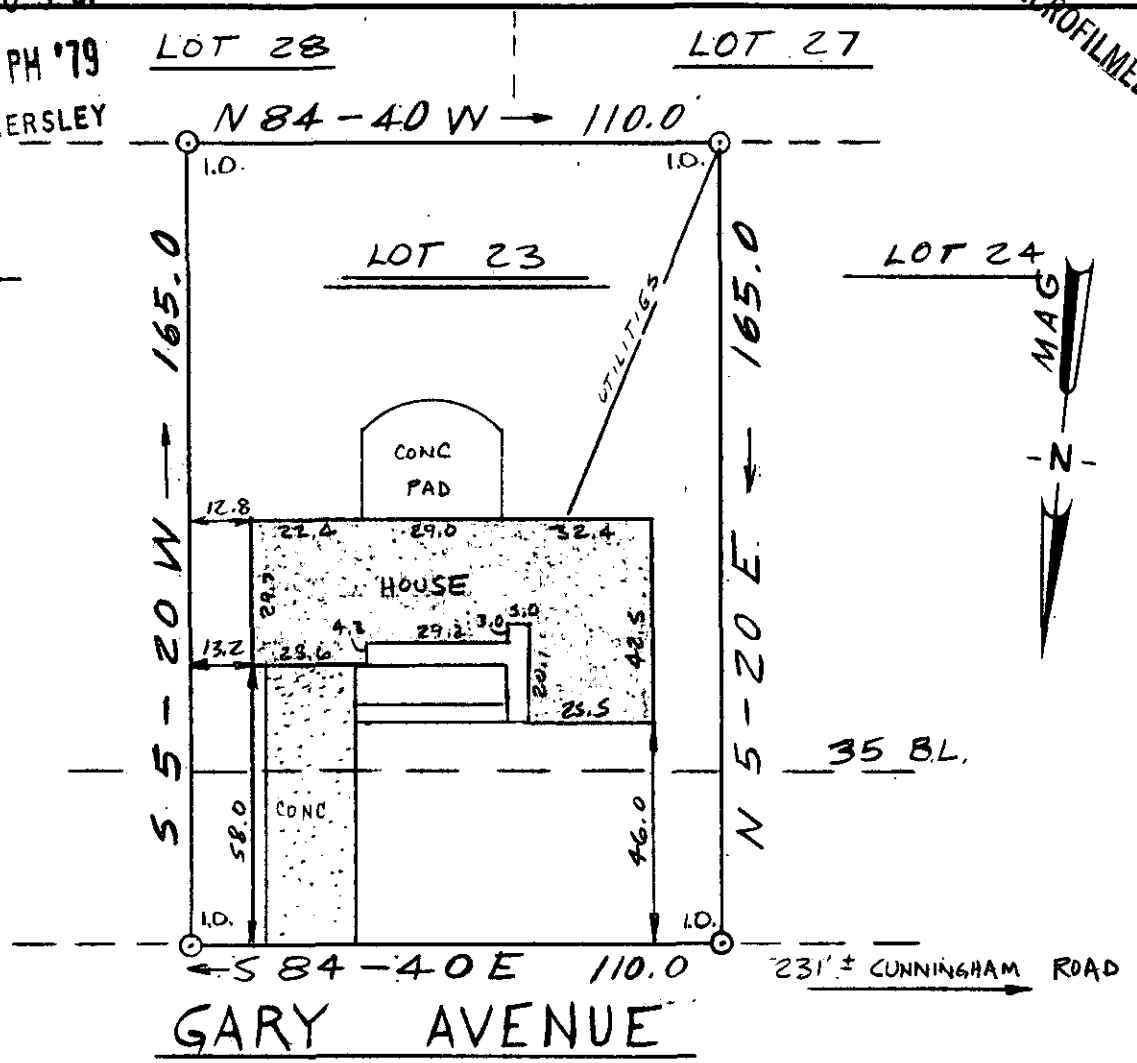 PH '79
LOT 28
LOT 27
ERSLEY
N 84-40 W → 110.0
I.O.
I.O.
LOT 23
LOT 24
S 5-20 W → 165.0
N 5-20 E ← 165.0
UTILITIES
MAG
-N-
CONC
PAD
12.8
22.4
29.0
32.4
HOUSE
29.7
4.3
29.2
3.0
5.0
42.5
13.2
23.6
20.1
25.5
35 B.L.
CONC
58.0
46.0
I.O.
I.O.
←S 84-40 E 110.0
231'± CUNNINGHAM ROAD
GARY AVENUE